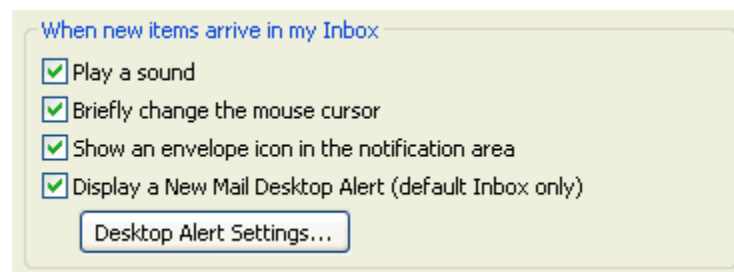 When new items arrive in my Inbox
Play a sound
Briefly change the mouse cursor
Show an envelope icon in the notification area
Display a New Mail Desktop Alert (default Inbox only)
Desktop Alert Settings...